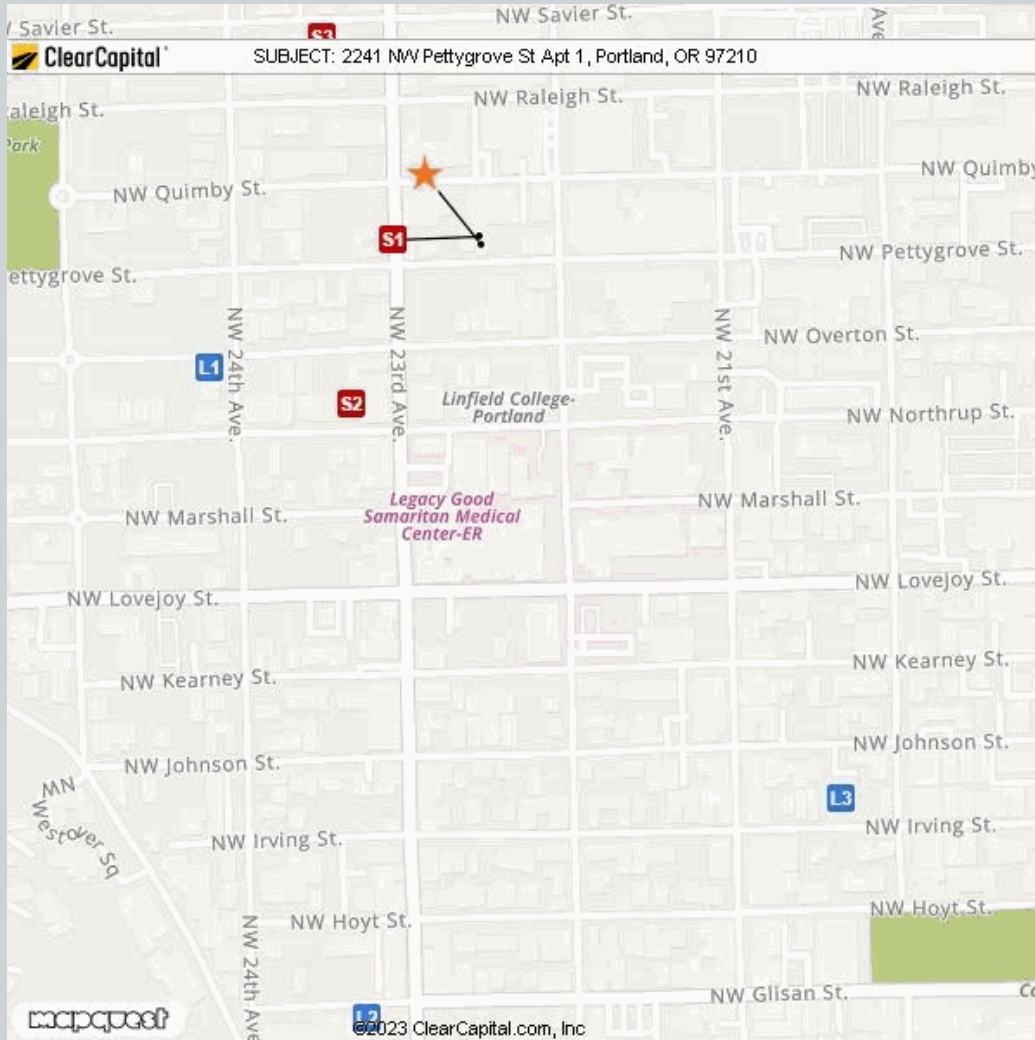 / Savier St.
NW Savier St.
Ave
S3
ClearCapital
SUBJECT: 2241 NW Pettygrove St Apt 1, Portland, OR 97210
aleigh St.
NW Raleigh St.
NW Raleigh St.
Park
NW Quimby St.
NW Quimby
S1
ettygrove St.
NW Pettygrove St.
NW 24th Ave.
NW 23rd Ave.
NW 21st Ave.
NW Overton St.
L1
S2
Linfield College-
Portland
NW Northrup St.
Legacy Good
Samaritan Medical
Center-ER
NW Marshall St.
NW Marshall St.
NW Lovejoy St.
NW Lovejoy St.
NW Kearney St.
NW Kearney St.
NW Johnson St.
NW Johnson St.
NW
Westover Sq
L3
NW Irving St.
NW Irving St.
NW Hoyt St.
NW Hoyt St.
NW 24th Ave
NW Glisan St.
Co
mapquest
L2
©2023 ClearCapital.com, Inc